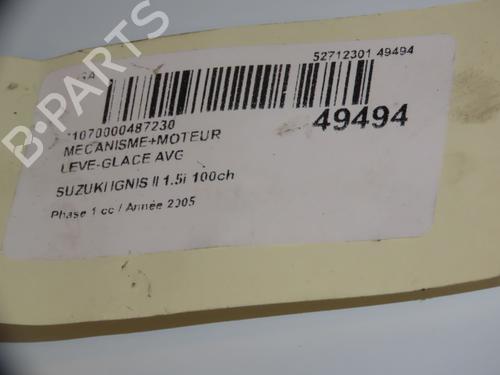 52712301 49494
49494
MECANISME+MOTEUR
LEVE-GLACE AVG
SUZUKI IGNIS II 1.5i 100ch
Phase 1 cc / Année 2005
B-PARTS